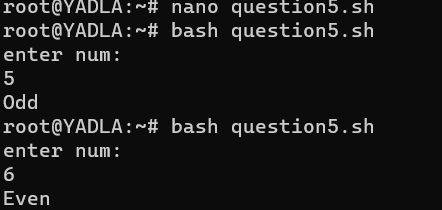 root@YADLA:~# nano question5.sh
root@YADLA:~# bash question5.sh
enter num:
5
Odd
root@YADLA:~# bash question5.sh
enter num:
6
Even